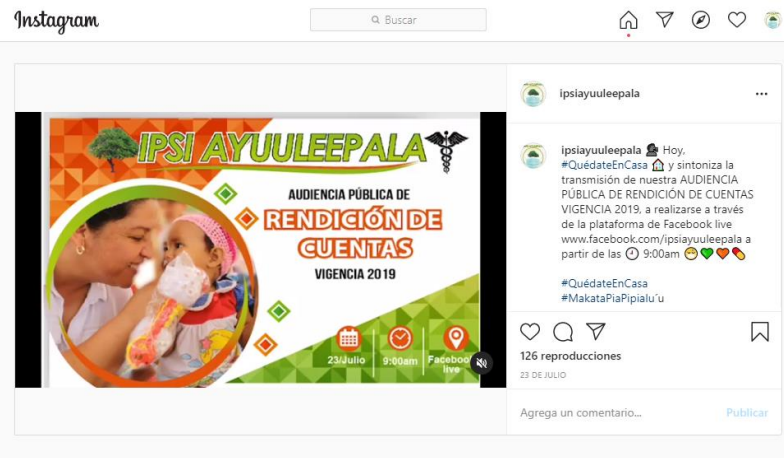 Instagram
Buscar
ipsiayuuleepala
IPSI AYUULEEPALA
AUDIENCIA PÚBLICA DE
RENDICIÓN DE
CUENTAS
VIGENCIA 2019
23/Julio
9:00am
Facebook
live
ipsiayuuleepala Hoy,
#QuédateEnCasa y sintoniza la
transmisión de nuestra AUDIENCIA
PÚBLICA DE RENDICIÓN DE CUENTAS
VIGENCIA 2019, a realizarse a través
de la plataforma de Facebook live
www.facebook.com/ipsiayuuleepala a
partir de las 9:00am
#QuédateEnCasa
#MakataPiaPipialu´u
126 reproducciones
23 DE JULIO
Agrega un comentario...
Publicar